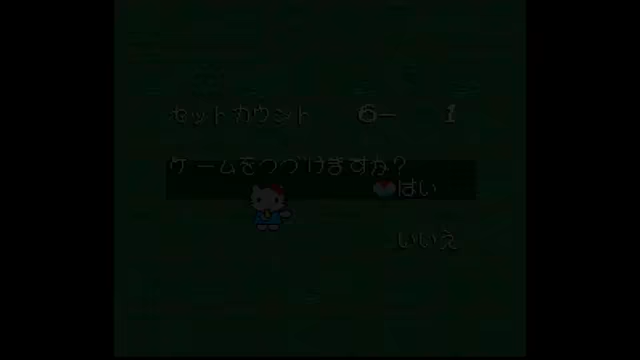 セットカウント 6- 1
ゲームをつづけますか?
はい
いいえ